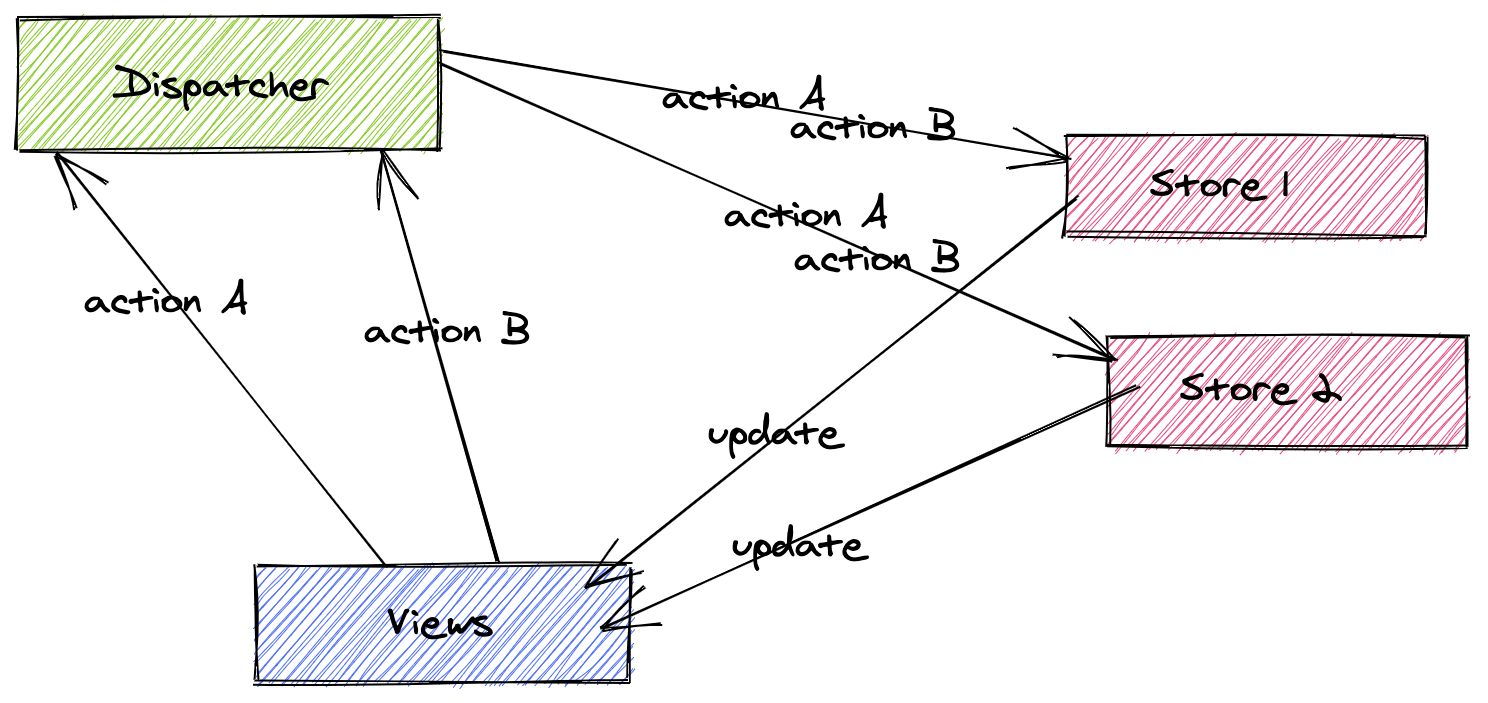 Dispatcher
action A
action B
Store 1
action A
action B
action A
action B
Store 2
update
update
Views